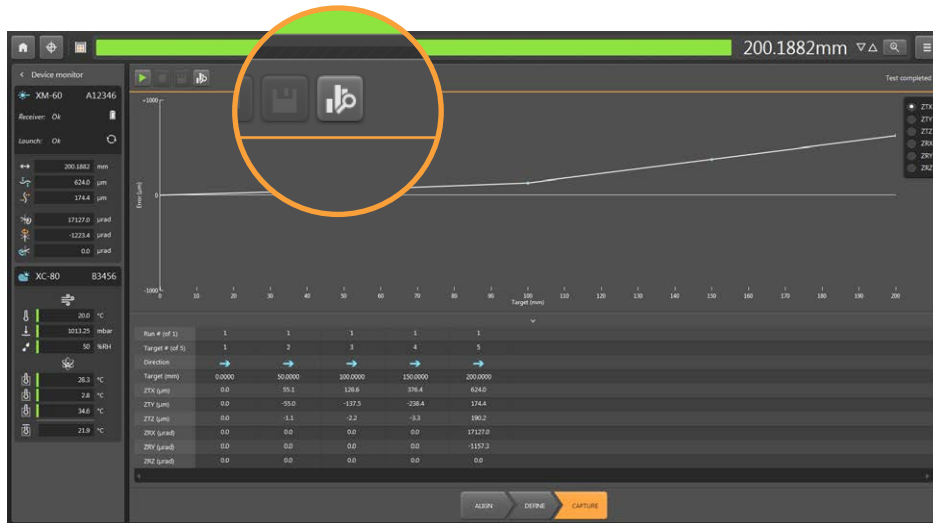 200.1882mm
Device monitor
Test completed
XM-60 A12346
Receiver: Ok
Launch: Ok
200.1882 mm
624.0 µm
174.4 µm
17127.0 µrad
-1223.4 µrad
0.0 µrad
XC-80 B3456
20.0 °C
1013.25 mbar
50 %RH
28.3 °C
2.8 °C
34.6 °C
21.9 °C
+1000
0
-1000
Error (µm)
0 10 20 30 40 50 60 70 80 90 100 110 120 130 140 150 160 170 180 190 200
Target (mm)
ZTX
ZTY
ZTZ
ZRX
ZRY
ZRZ
Run # (of 1) 1 1 1 1 1
Target # (of 5) 1 2 3 4 5
Direction
Target (mm) 0.0000 50.0000 100.0000 150.0000 200.0000
ZTX (µm) 0.0 55.1 128.6 376.4 624.0
ZTY (µm) 0.0 -55.0 -137.5 -238.4 174.4
ZTZ (µm) 0.0 -1.1 -2.2 -3.3 190.2
ZRX (µrad) 0.0 0.0 0.0 0.0 17127.0
ZRY (µrad) 0.0 0.0 0.0 0.0 -1157.3
ZRZ (µrad) 0.0 0.0 0.0 0.0 0.0
ALIGN DEFINE CAPTURE